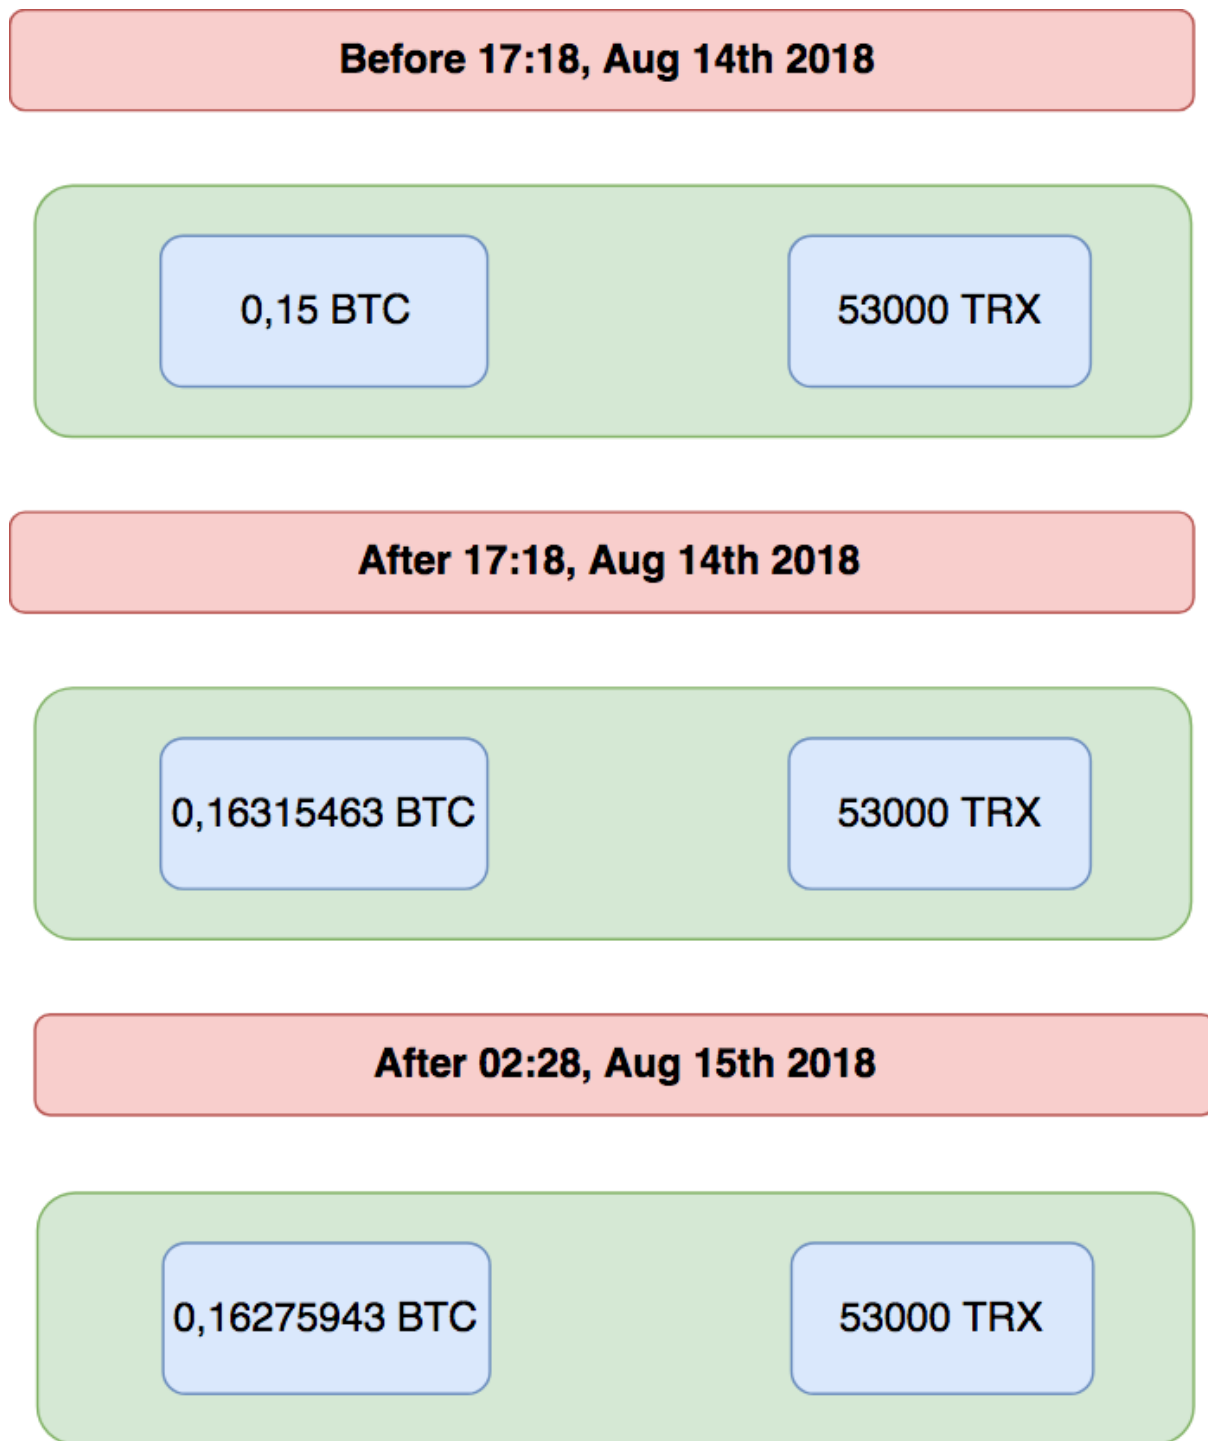 Before 17:18, Aug 14th 2018
0,15 BTC
53000 TRX
After 17:18, Aug 14th 2018
0,16315463 BTC
53000 TRX
After 02:28, Aug 15th 2018
0,16275943 BTC
53000 TRX